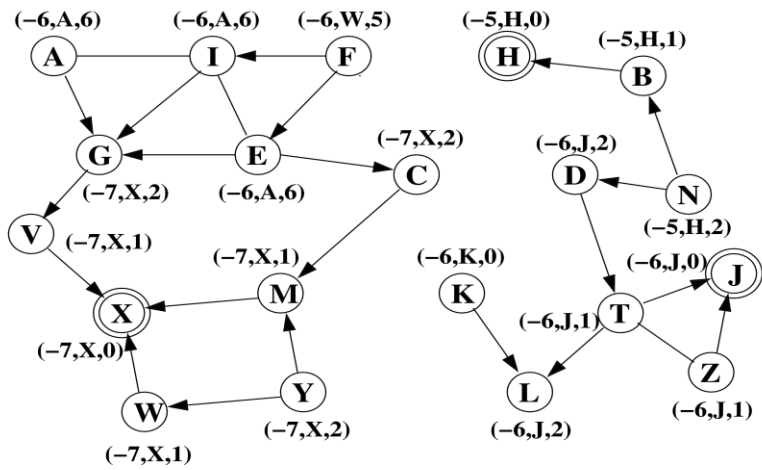 (−6,A,6) (−6,A,6) (−6,W,5) (−5,H,0)
(−5,H,1)
A I F H
B
(−7,X,2) (−6,J,2)
G E C D
(−7,X,2) (−6,A,6) N
(−5,H,2)
V (−7,X,1) (−7,X,1) (−6,K,0) (−6,J,0) J
M K
X (−6,J,1) T
(−7,X,0)
Z
W Y L
(−7,X,1) (−7,X,2) (−6,J,2) (−6,J,1)